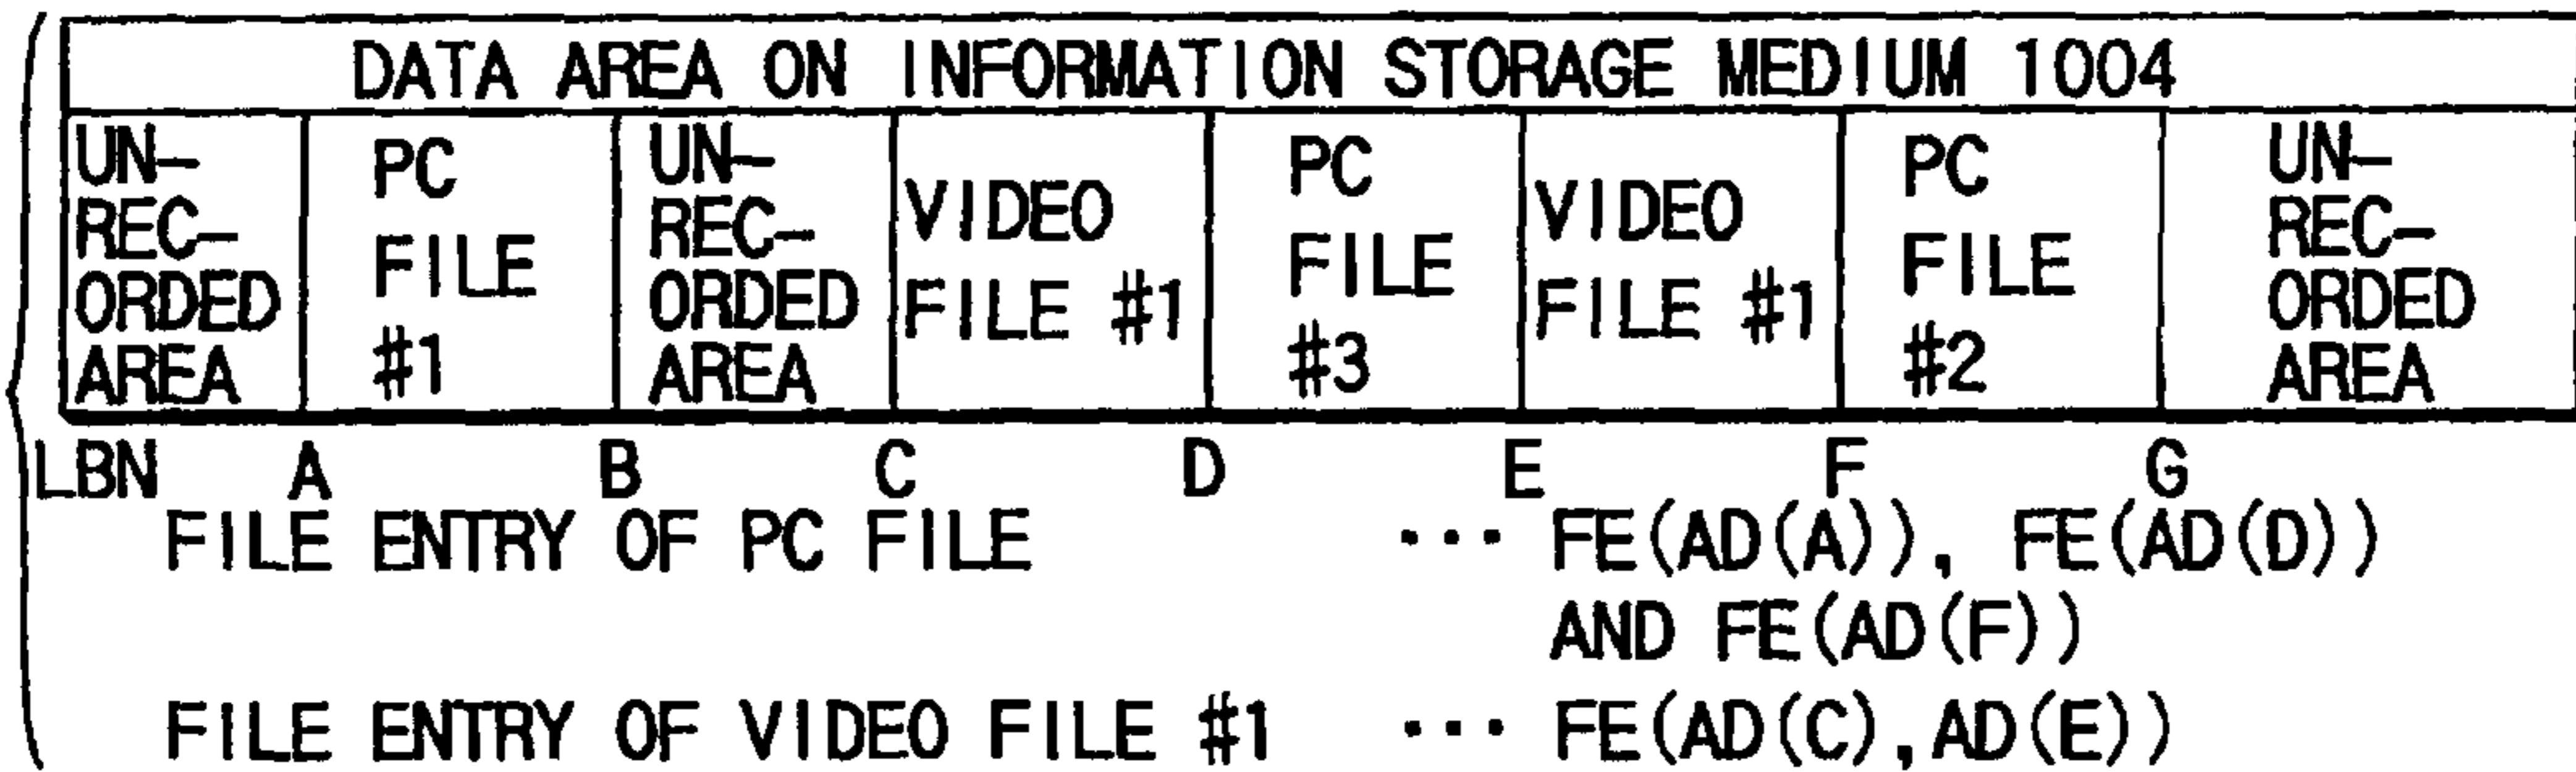 DATA AREA ON INFORMATION STORAGE MEDIUM 1004
UN-
REC-
ORDED
AREA
PC
FILE
#1
UN-
REC-
ORDED
AREA
VIDEO
FILE #1
PC
FILE
#3
VIDEO
FILE #1
PC
FILE
#2
UN-
REC-
ORDED
AREA
LBN A B C D E F G
FILE ENTRY OF PC FILE ··· FE(AD(A)), FE(AD(D))
AND FE(AD(F))
FILE ENTRY OF VIDEO FILE #1 ··· FE(AD(C),AD(E))